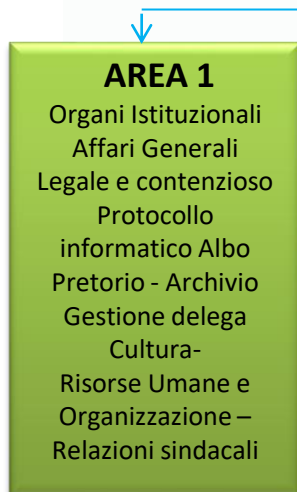 AREA 1
Organi Istituzionali
Affari Generali
Legale e contenzioso
Protocollo
informatico Albo
Pretorio - Archivio
Gestione delega
Cultura-
Risorse Umane e
Organizzazione –
Relazioni sindacali